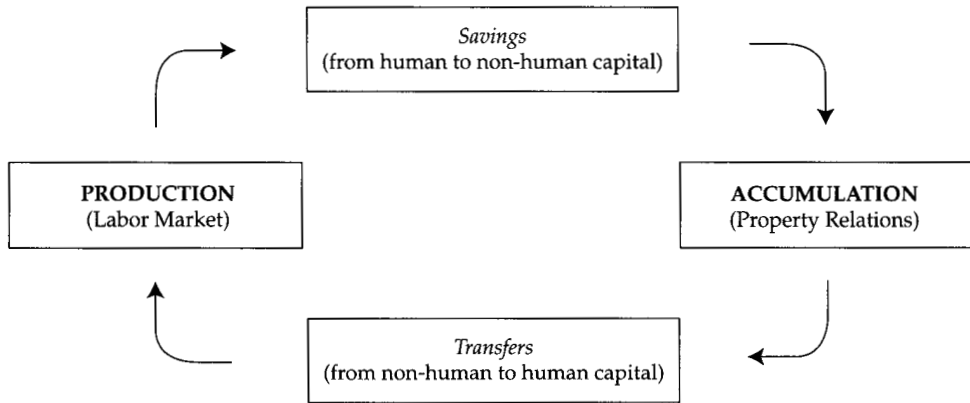 Savings
(from human to non-human capital)
PRODUCTION
(Labor Market)
ACCUMULATION
(Property Relations)
Transfers
(from non-human to human capital)